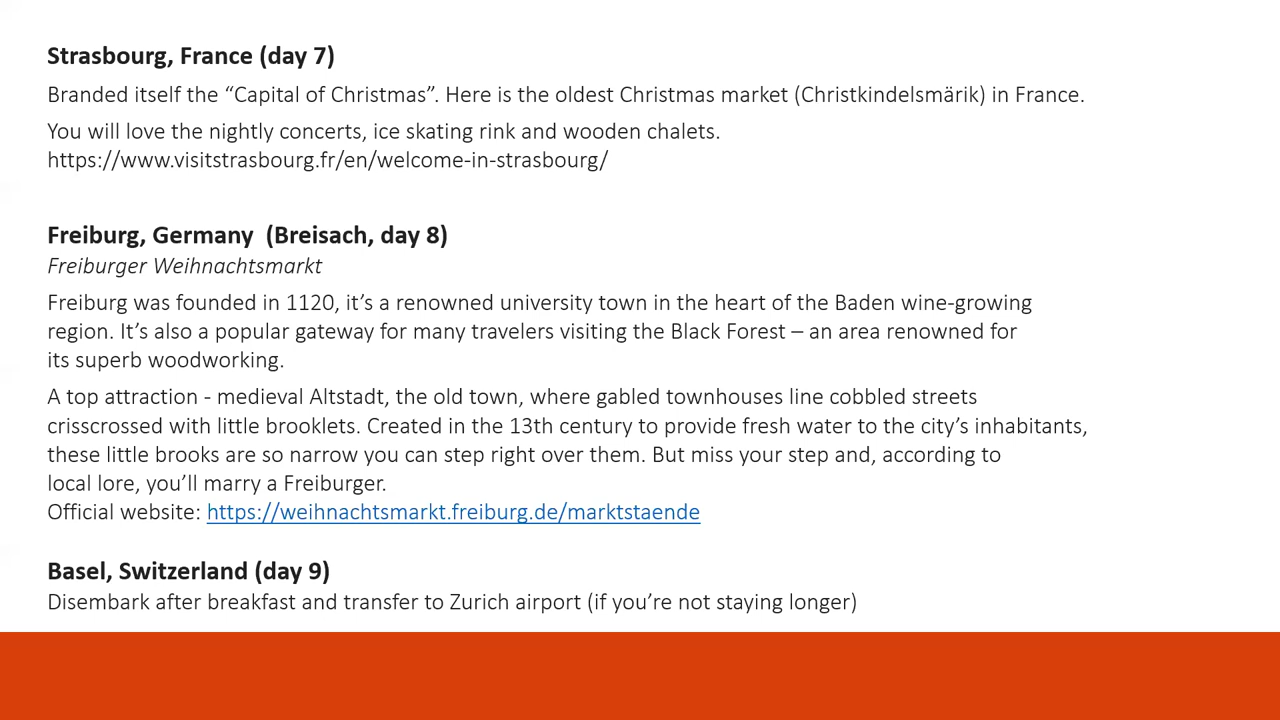 Strasbourg, France (day 7)
Branded itself the “Capital of Christmas”. Here is the oldest Christmas market (Christkindelsmärik) in France.
You will love the nightly concerts, ice skating rink and wooden chalets.
https://www.visitstrasbourg.fr/en/welcome-in-strasbourg/
Freiburg, Germany  (Breisach, day 8)
Freiburger Weihnachtsmarkt
Freiburg was founded in 1120, it’s a renowned university town in the heart of the Baden wine-growing
region. It’s also a popular gateway for many travelers visiting the Black Forest – an area renowned for
its superb woodworking.
A top attraction - medieval Altstadt, the old town, where gabled townhouses line cobbled streets
crisscrossed with little brooklets. Created in the 13th century to provide fresh water to the city’s inhabitants,
these little brooks are so narrow you can step right over them. But miss your step and, according to
local lore, you’ll marry a Freiburger.
Official website: https://weihnachtsmarkt.freiburg.de/marktstaende
Basel, Switzerland (day 9)
Disembark after breakfast and transfer to Zurich airport (if you’re not staying longer)